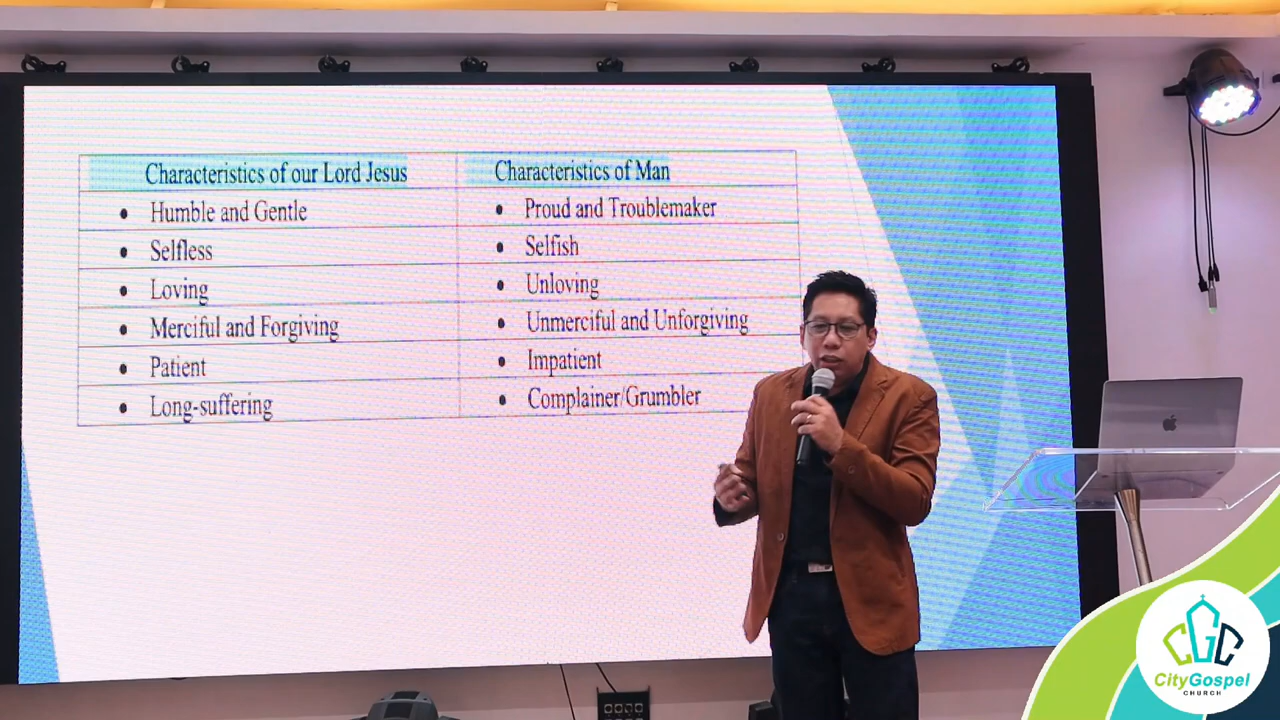 Characteristics of our Lord Jesus Characteristics of Man
• Humble and Gentle • Proud and Troublemaker
• Selfless • Selfish
• Loving • Unloving
• Merciful and Forgiving • Unmerciful and Unforgiving
• Patient • Impatient
• Long-suffering • Complainer/Grumbler
CGC
CityGospel
CHURCH